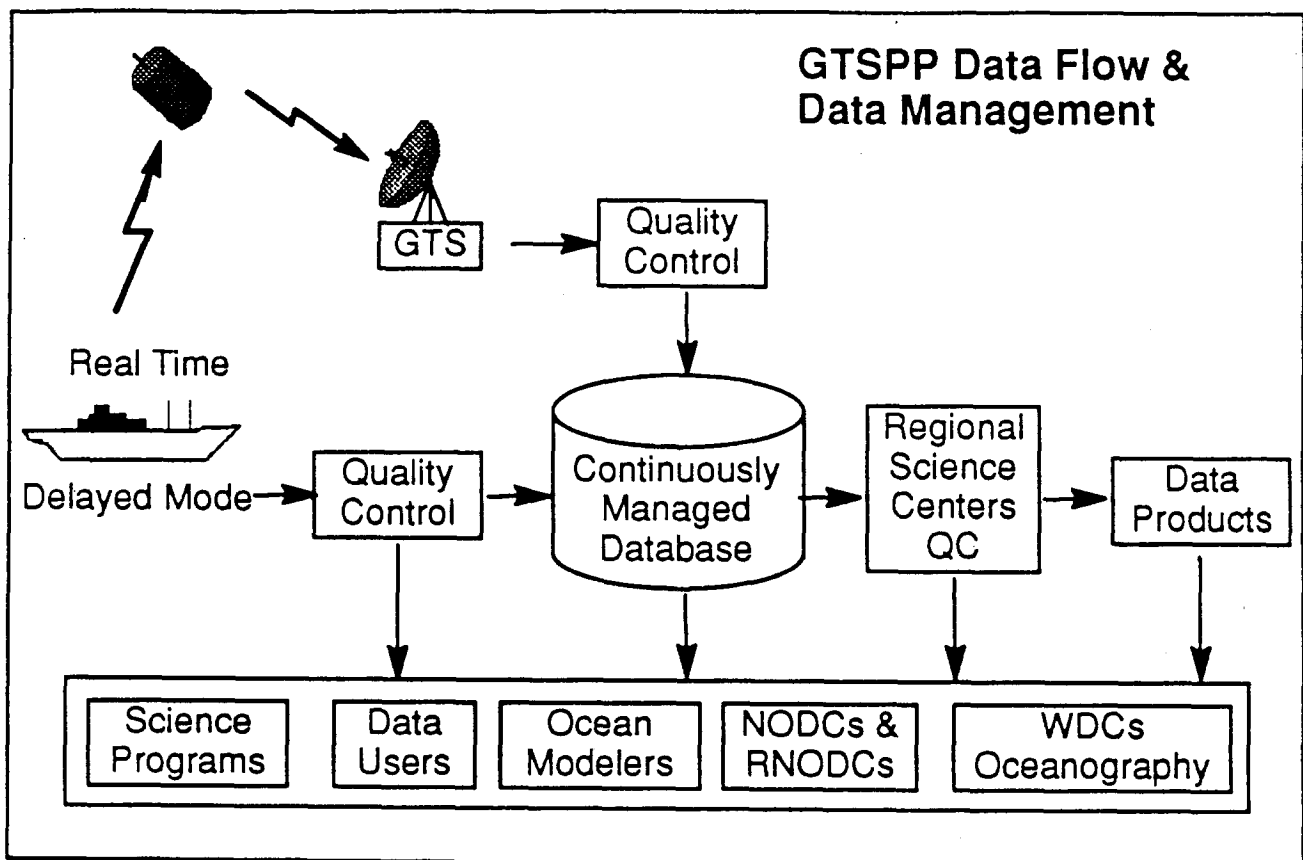 GTSPP Data Flow &
Data Management
GTS
Quality
Control
Real Time
Delayed Mode
Quality
Control
Continuously
Managed
Database
Regional
Science
Centers
QC
Data
Products
Science
Programs
Data
Users
Ocean
Modelers
NODCs &
RNODCs
WDCs
Oceanography